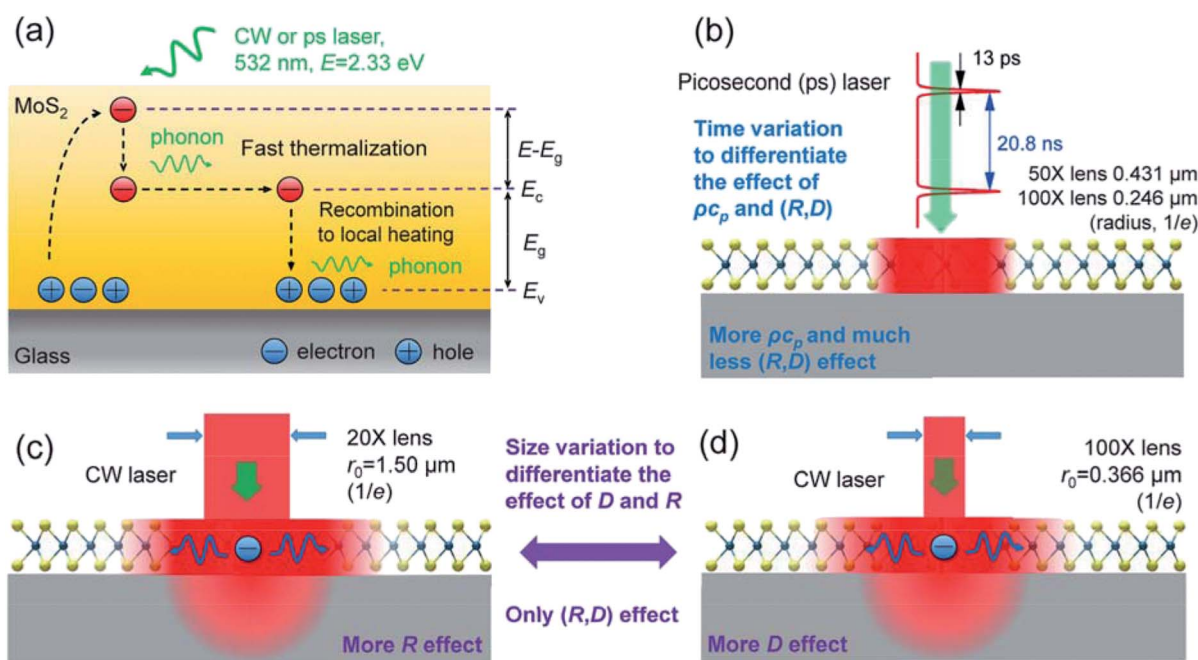 (a)
CW or ps laser,
532 nm, E=2.33 eV
MoS2
phonon
Fast thermalization
E-Eg
Ec
Recombination
to local heating
phonon
Eg
Ev
Glass
electron
hole
(b)
13 ps
Picosecond (ps) laser
Time variation
to differentiate
the effect of
ρcp and (R,D)
20.8 ns
50X lens 0.431 µm
100X lens 0.246 µm
(radius, 1/e)
More ρcp and much
less (R,D) effect
(c)
20X lens
r0=1.50 µm
(1/e)
CW laser
More R effect
Size variation to
differentiate the
effect of D and R
Only (R,D) effect
(d)
100X lens
r0=0.366 µm
(1/e)
CW laser
More D effect